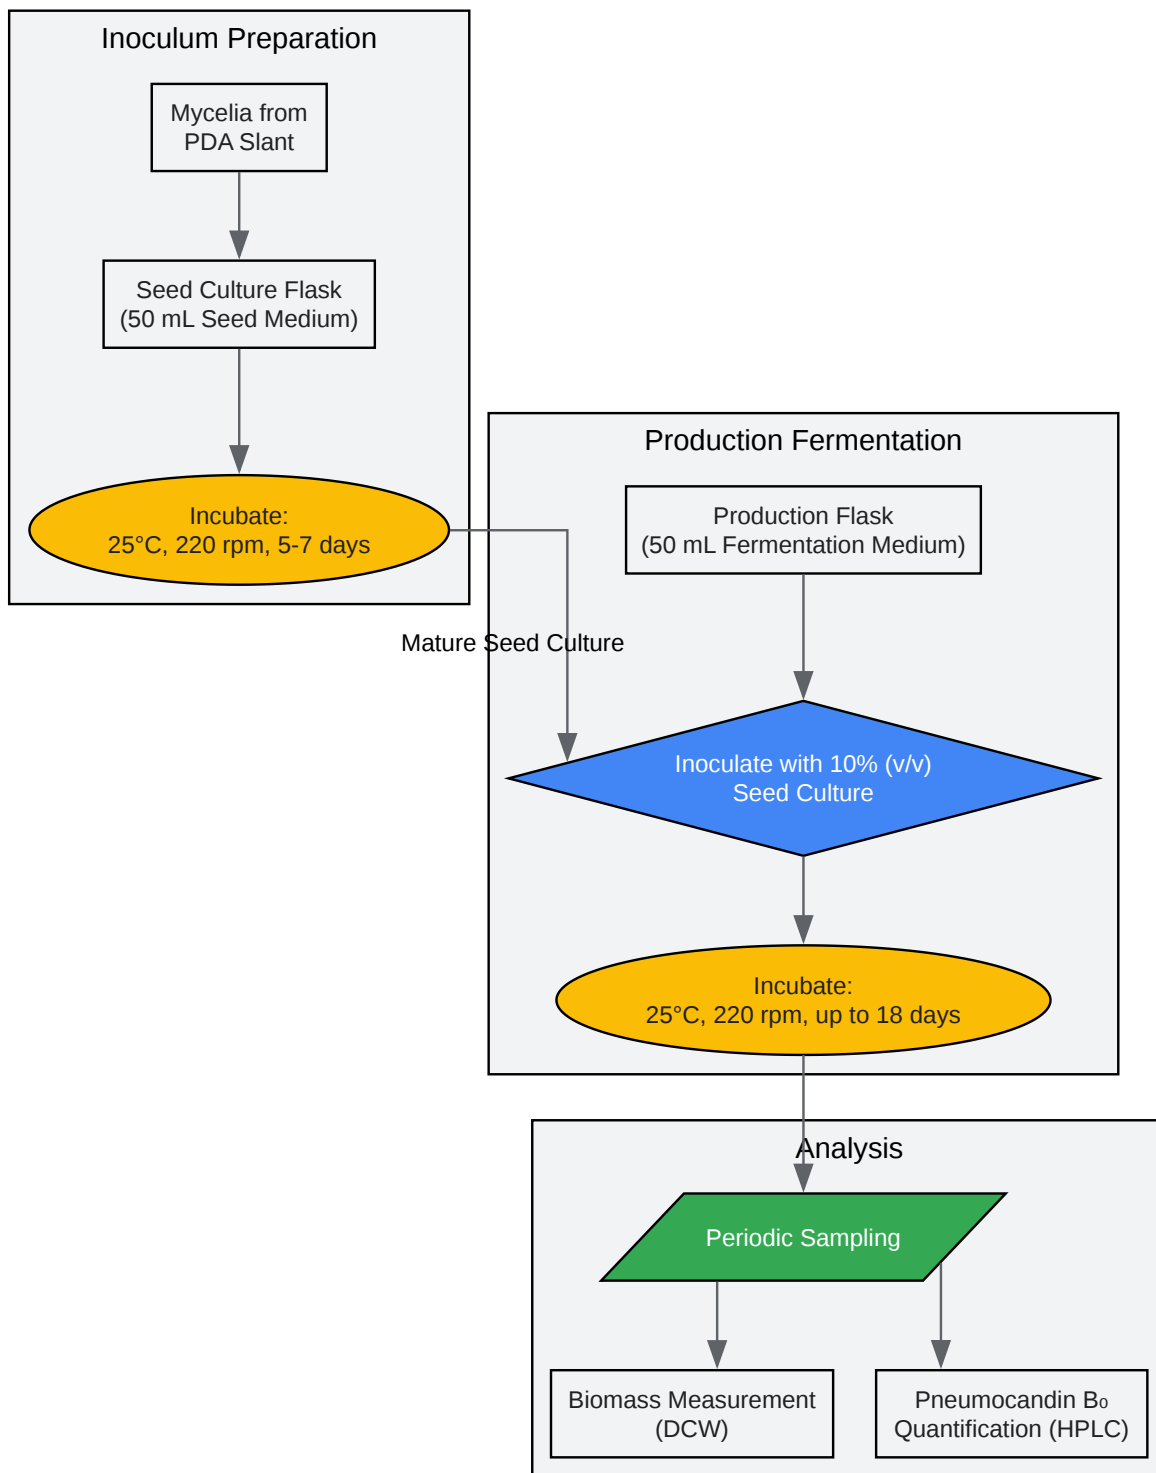 Inoculum Preparation
Mycelia from
PDA Slant
Seed Culture Flask
(50 mL Seed Medium)
Incubate:
25°C, 220 rpm, 5-7 days
Mature Seed Culture
Production Fermentation
Production Flask
(50 mL Fermentation Medium)
Inoculate with 10% (v/v)
Seed Culture
Incubate:
25°C, 220 rpm, up to 18 days
Analysis
Periodic Sampling
Biomass Measurement
(DCW)
Pneumocandin B₀
Quantification (HPLC)